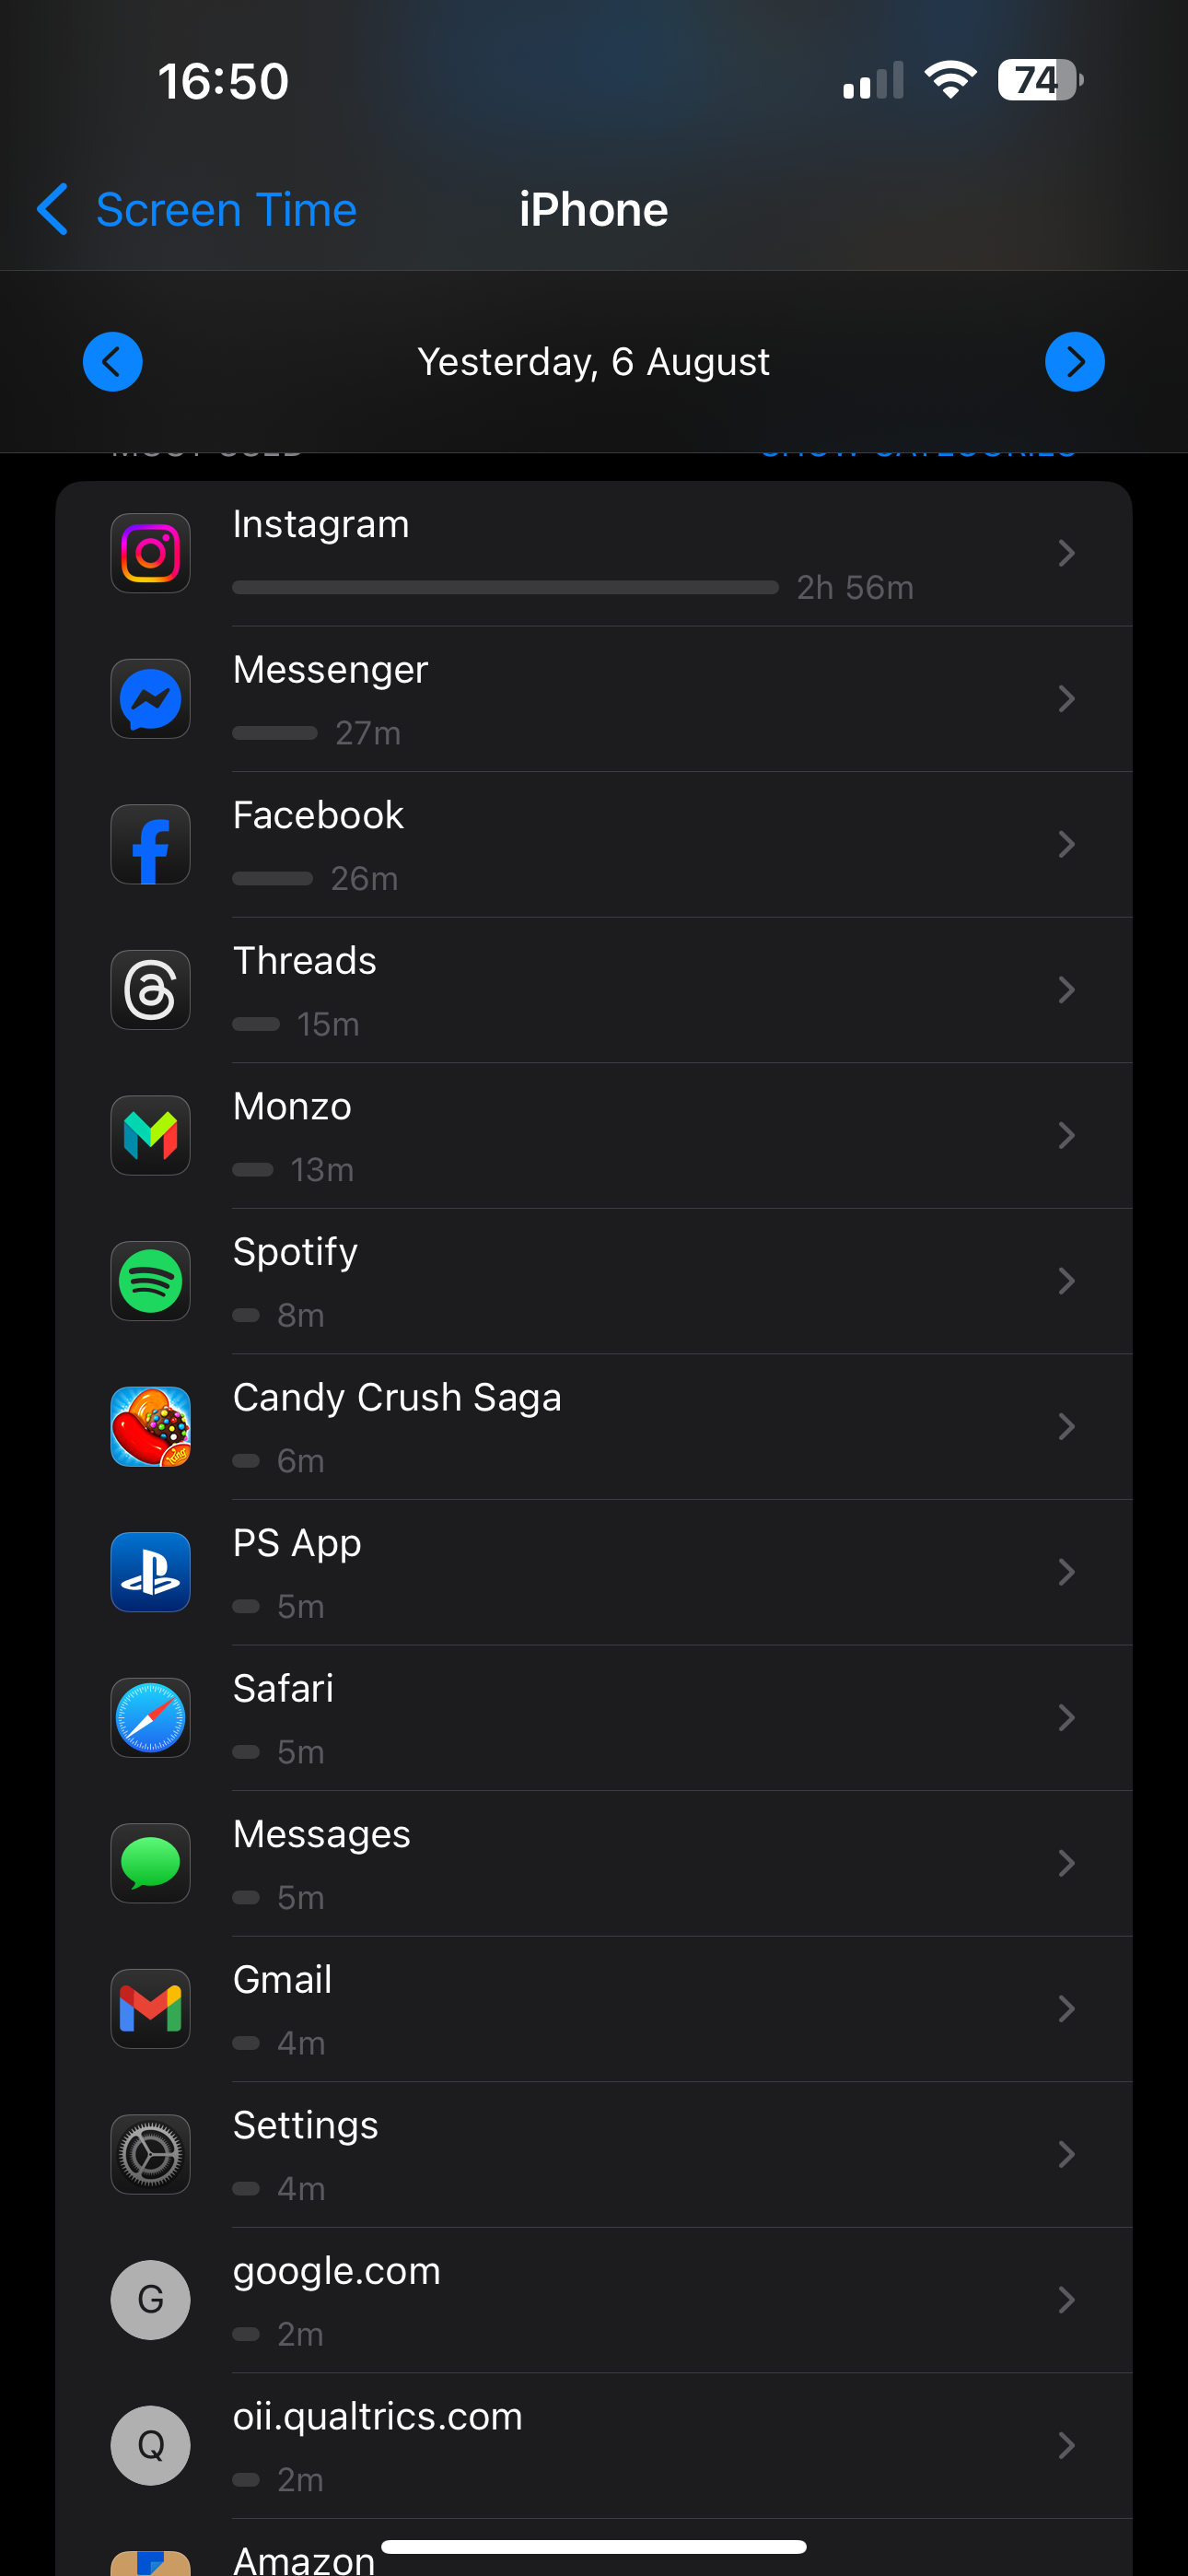 16:50
74
Screen Time
iPhone
Yesterday, 6 August
Instagram
2h 56m
Messenger
27m
Facebook
26m
Threads
15m
Monzo
13m
Spotify
8m
Candy Crush Saga
6m
PS App
5m
Safari
5m
Messages
5m
Gmail
4m
Settings
4m
G
google.com
2m
Q
oii.qualtrics.com
2m
Amazon